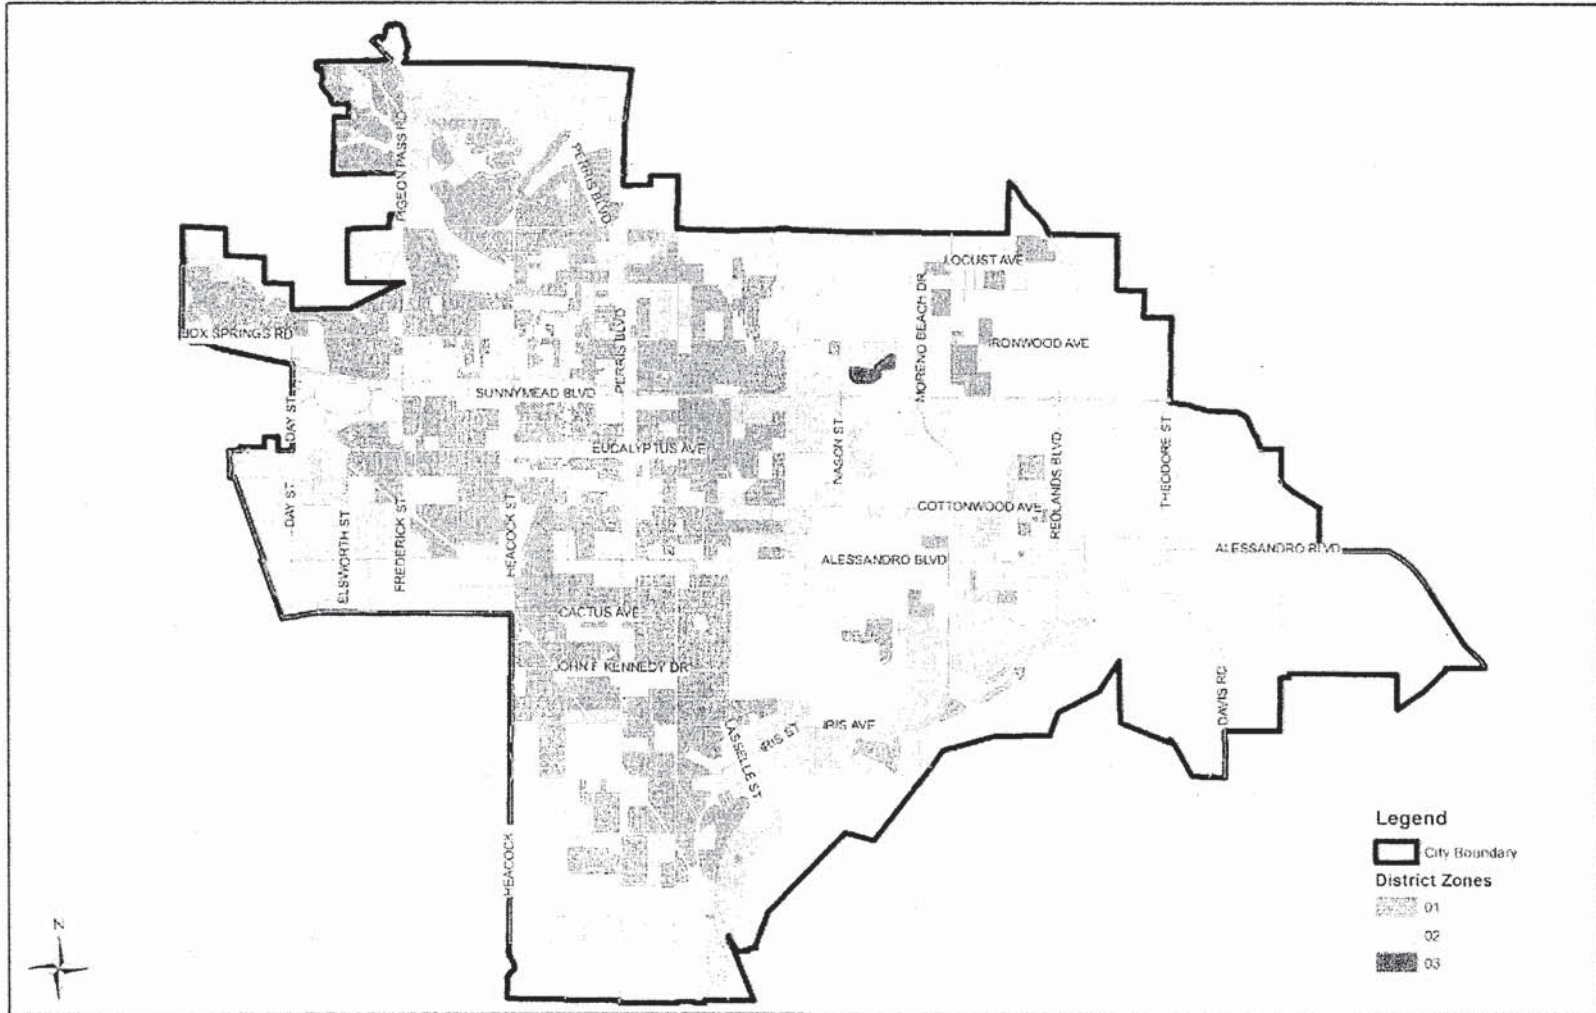 PIGEON PASS RD
PERRIS BLVD
LOCUST AVE
BOX SPRINGS RD
PERRIS BLVD
MORENO BEACH DR
IRONWOOD AVE
SUNNYMEAD BLVD
DAY ST
EUCALYPTUS AVE
NASON ST
REDLANDS BLVD
THEODORE ST
DAY ST
ELSWORTH ST
FREDERICK ST
HEACOCK ST
COTTONWOOD AVE
ALESSANDRO BLVD
ALESSANDRO BLVD
CACTUS AVE
JOHN F KENNEDY DR
DAVIS RD
LASSELLE ST
IRIS ST
IRIS AVE
HEACOCK
Legend
City Boundary
District Zones
01
02
03
N